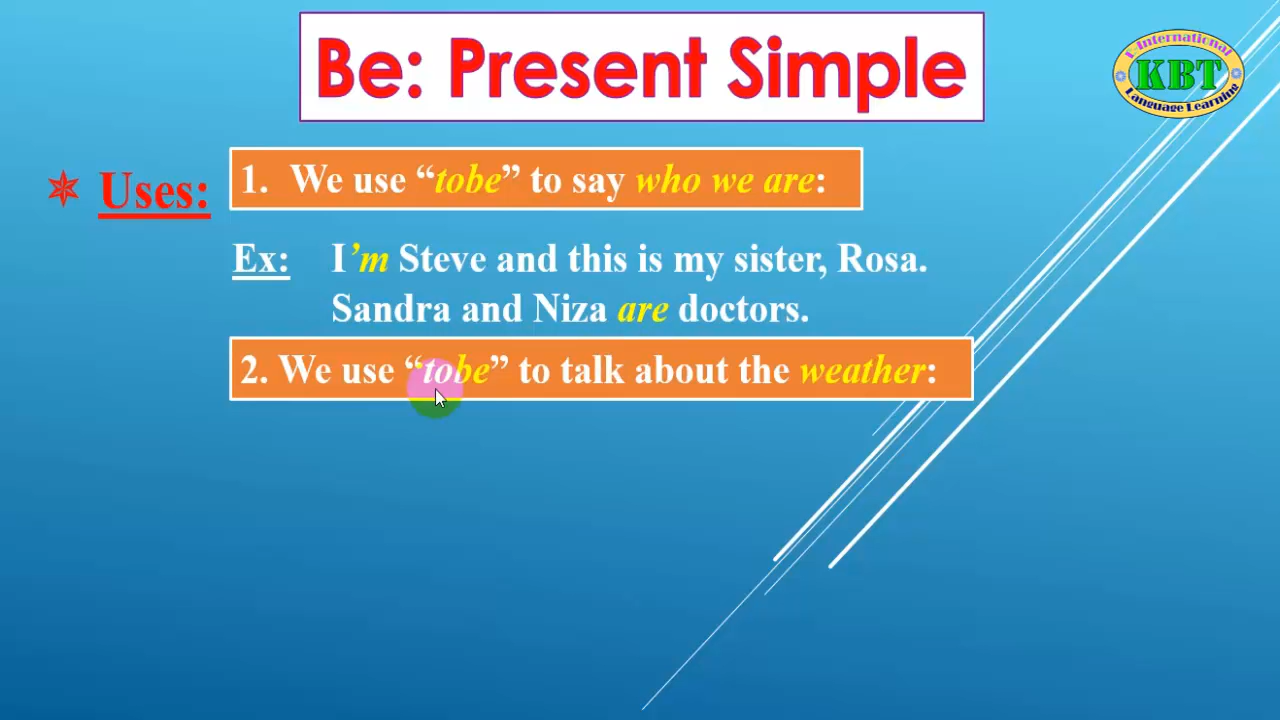 Be: Present Simple
X-International
KBT
Language Learning
Uses:
1. We use “tobe” to say who we are:
Ex: I’m Steve and this is my sister, Rosa.
Sandra and Niza are doctors.
2. We use “tobe” to talk about the weather: